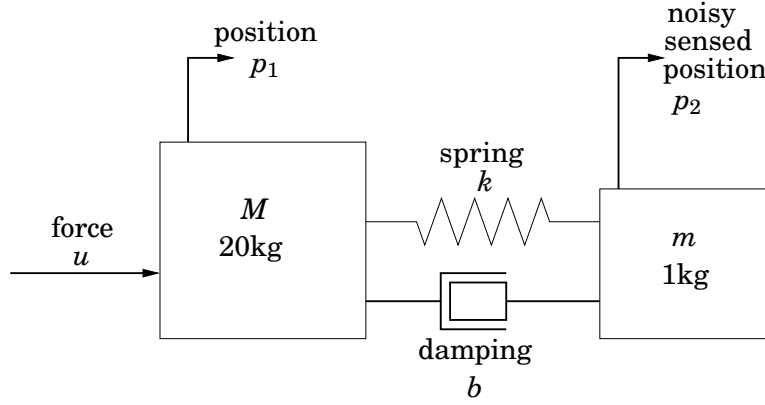 position
p₁
noisy
sensed
position
p₂
spring
k
M
20kg
force
u
m
1kg
damping
b